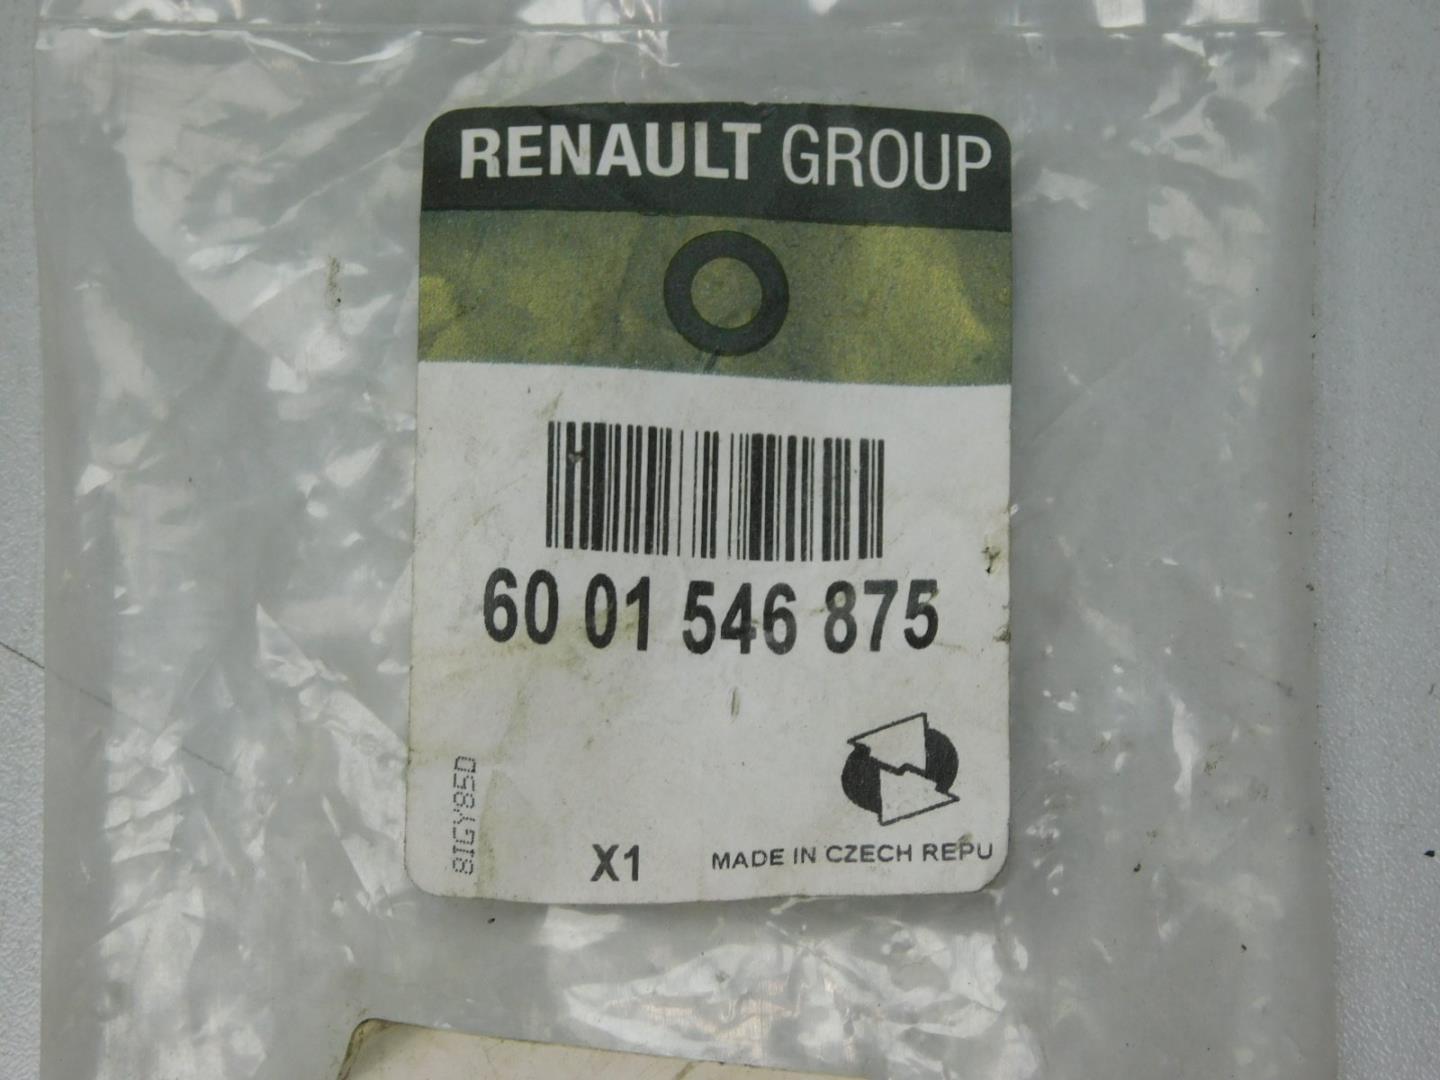 RENAULT GROUP
60 01 546 875
8IGY85D
X1
MADE IN CZECH REPU